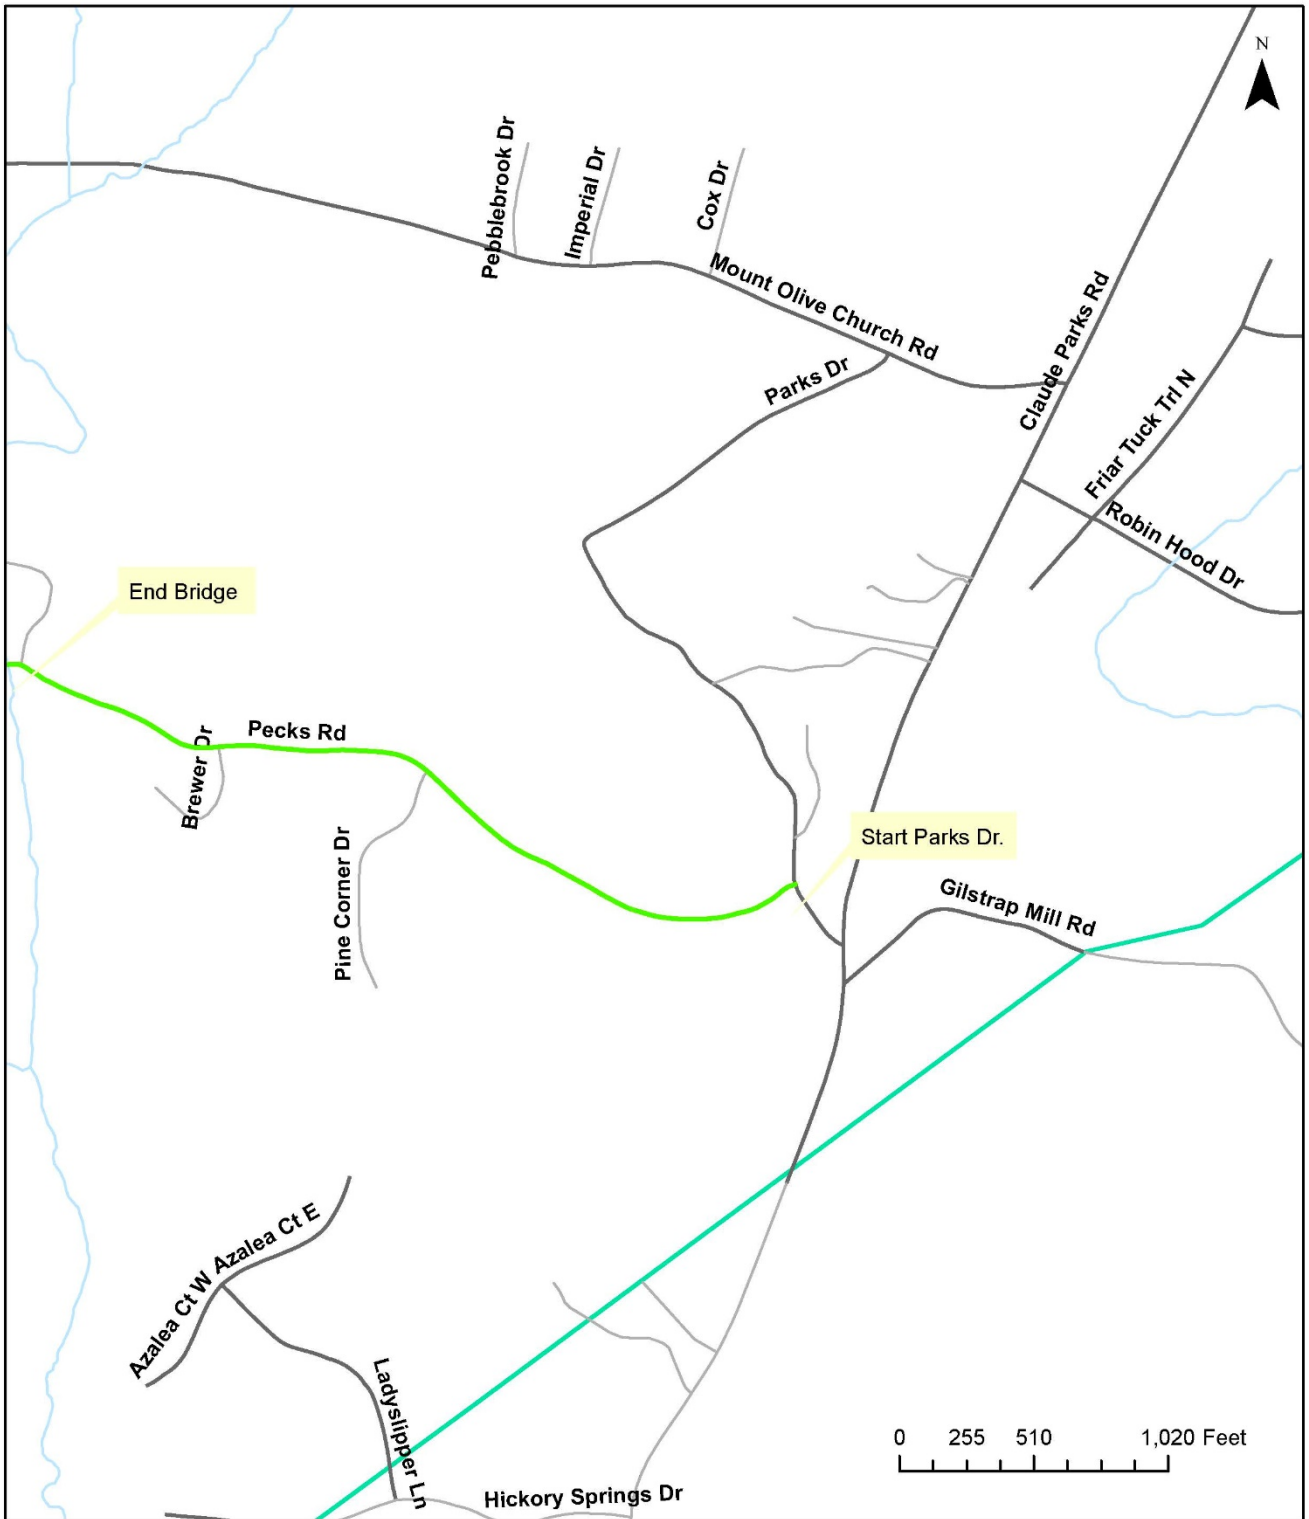 N
Pebblebrook Dr
Imperial Dr
Cox Dr
Mount Olive Church Rd
Claude Parks Rd
Parks Dr
Friar Tuck Trl N
Robin Hood Dr
End Bridge
Pecks Rd
Brewer Dr
Pine Corner Dr
Start Parks Dr.
Gilstrap Mill Rd
Azalea Ct E
Azalea Ct W
Ladyslipper Ln
Hickory Springs Dr
0 255 510 1,020 Feet